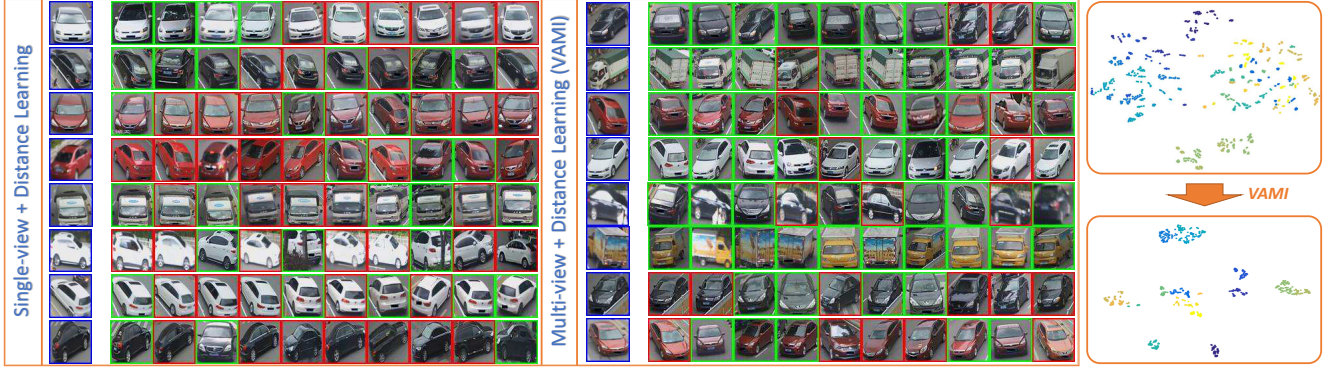 Single-view + Distance Learning
Multi-view + Distance Learning (VAMI)
VAMI